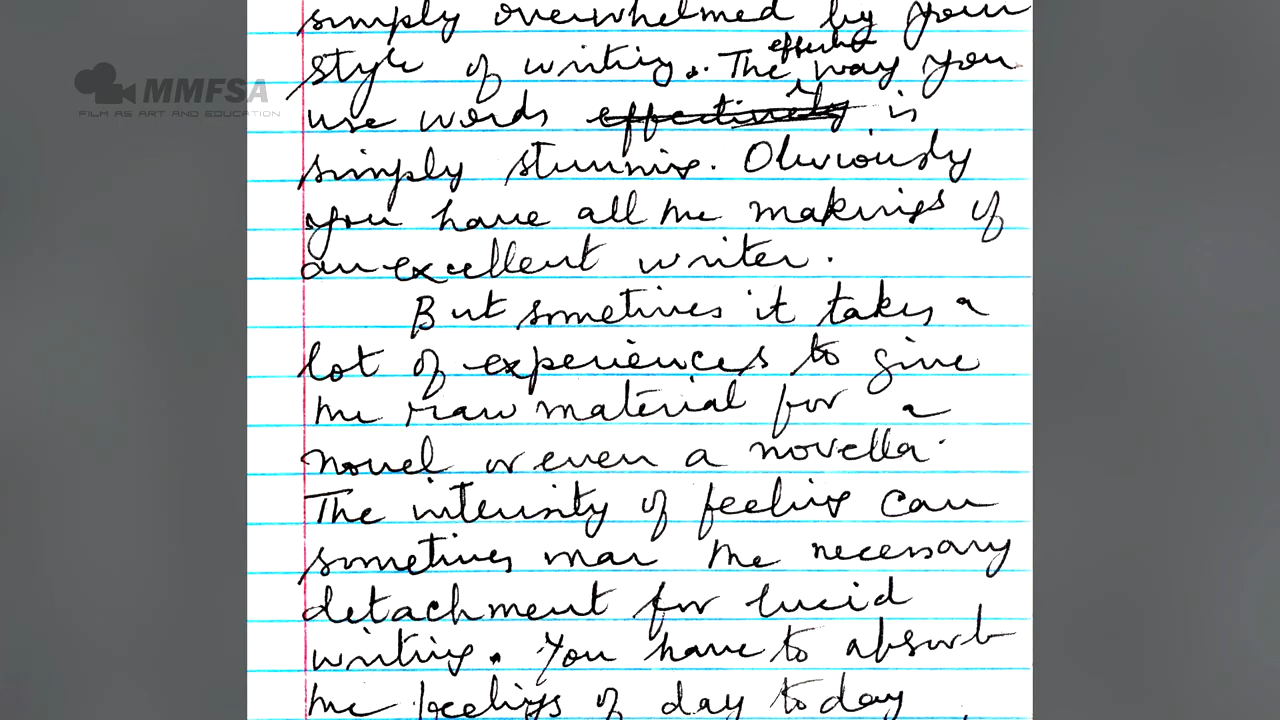 MMFSA
FILM AS ART AND EDUCATION
simply overwhelmed by your
style of writing. The effective way you
use words effectively is
simply stunning. Obviously
you have all the makings of
an excellent writer.
But sometimes it takes a
lot of experiences to give
the raw material for a
novel or even a novella.
The intensity of feeling can
sometimes mar the necessary
detachment for lucid
writing. You have to absorb
the feelings of day to day